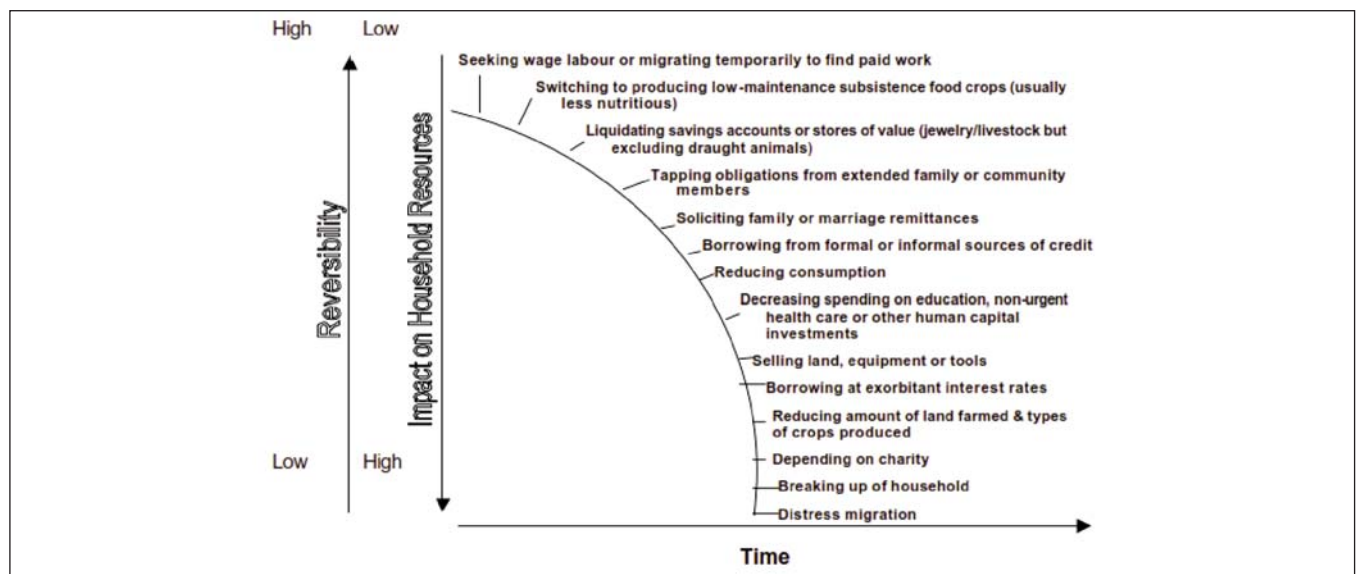 High Low
Seeking wage labour or migrating temporarily to find paid work
Switching to producing low-maintenance subsistence food crops (usually
less nutritious)
Liquidating savings accounts or stores of value (jewelry/livestock but
excluding draught animals)
Tapping obligations from extended family or community
members
Soliciting family or marriage remittances
Borrowing from formal or informal sources of credit
Reducing consumption
Decreasing spending on education, non-urgent
health care or other human capital
investments
Selling land, equipment or tools
Borrowing at exorbitant interest rates
Reducing amount of land farmed & types
of crops produced
Depending on charity
Breaking up of household
Distress migration
Reversibility
Impact on Household Resources
Low High
Time